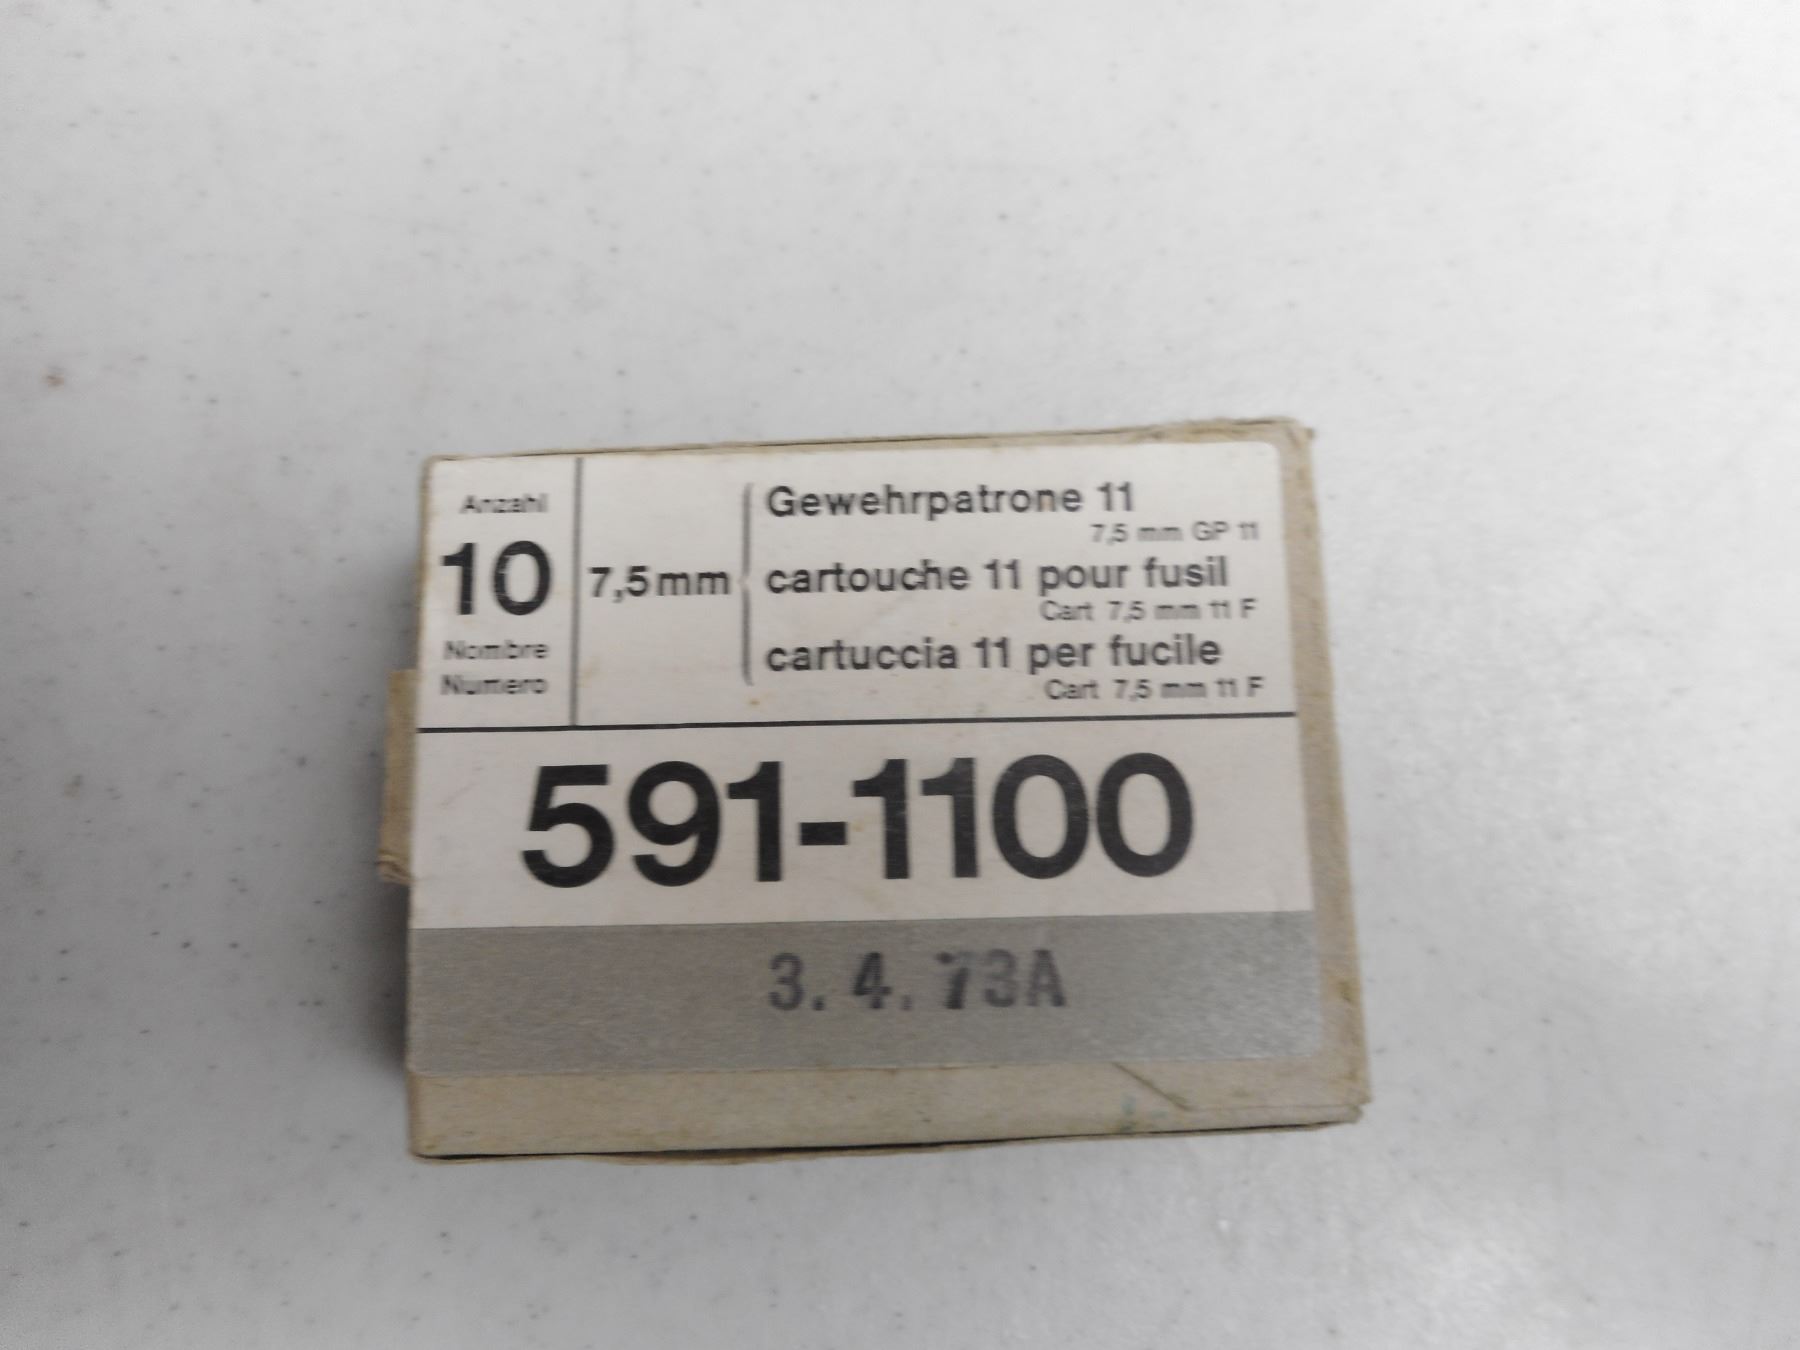 Anzahl
10
Nombre
Numero
7,5mm
Gewehrpatrone 11
7,5 mm GP 11
cartouche 11 pour fusil
Cart 7,5 mm 11 F
cartuccia 11 per fucile
Cart 7,5 mm 11 F
591-1100
3. 4. 73A